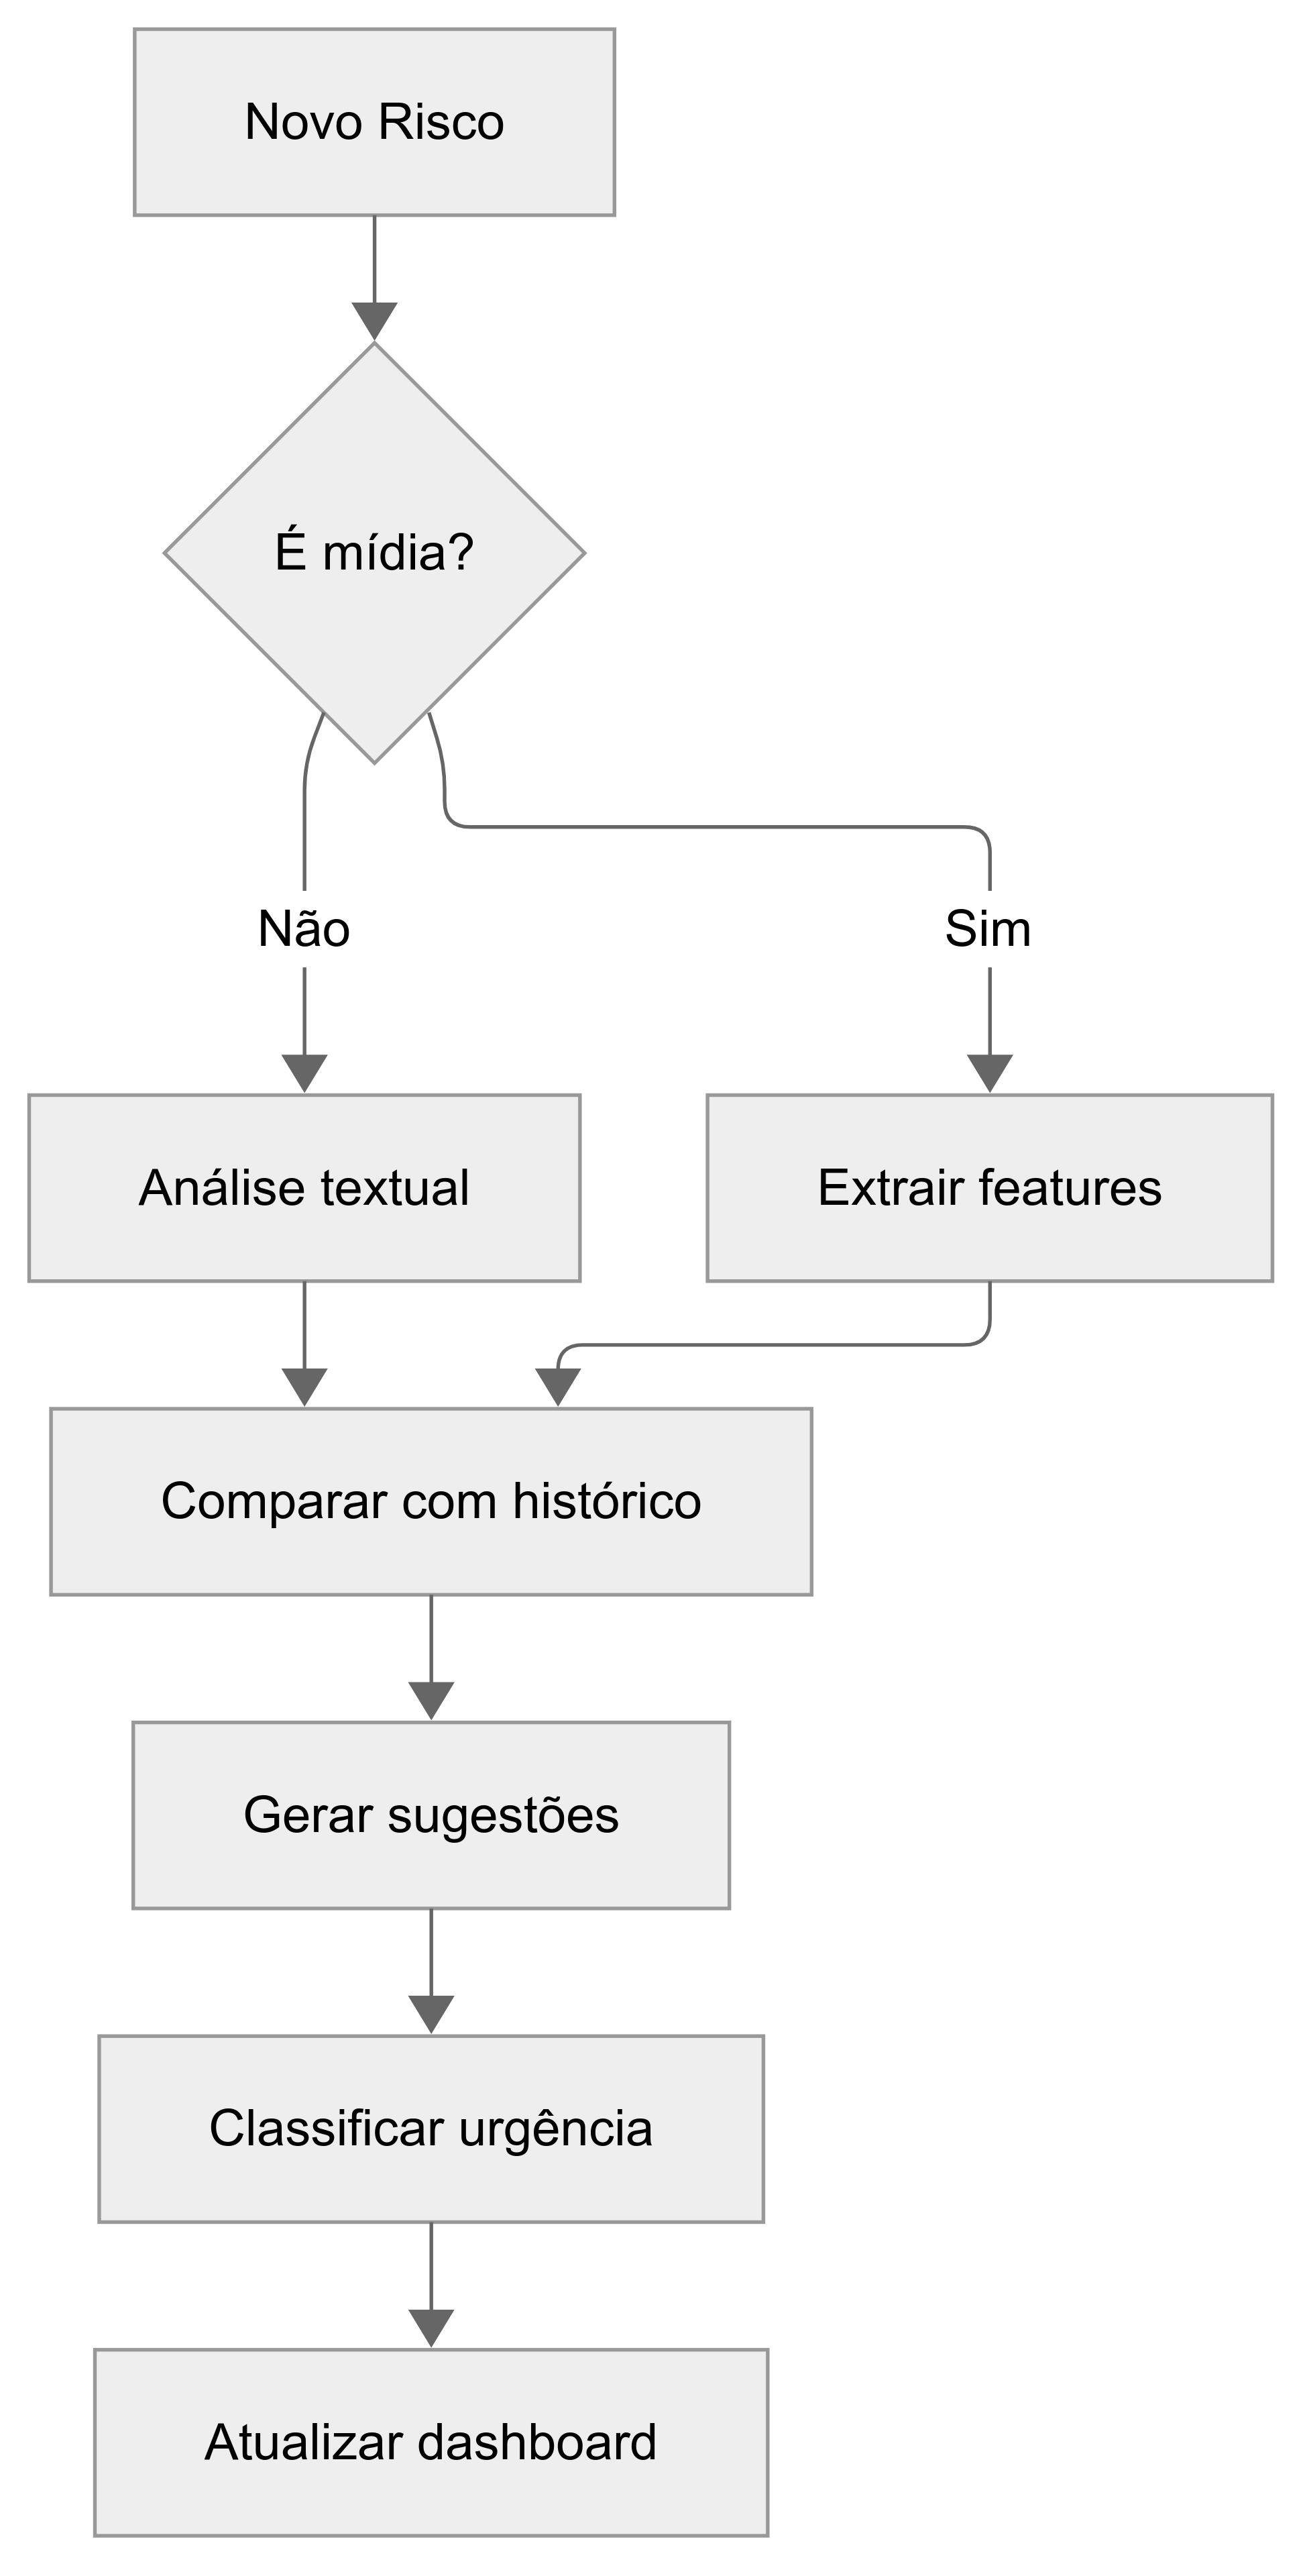 Novo Risco
É mídia?
Não
Sim
Análise textual
Extrair features
Comparar com histórico
Gerar sugestões
Classificar urgência
Atualizar dashboard